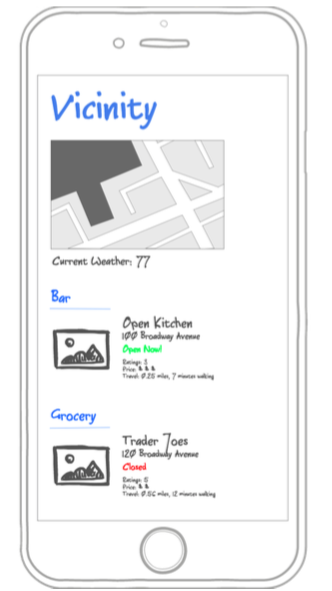 Vicinity
Current Weather: 77
Bar
Open Kitchen
100 Broadway Avenue
Open Now!
Ratings: 3
Price: $ $ $
Travel: 0.25 miles, 7 minutes walking
Grocery
Trader Joes
120 Broadway Avenue
Closed
Ratings: 5
Price: $ $
Travel: 0.56 miles, 12 minutes walking